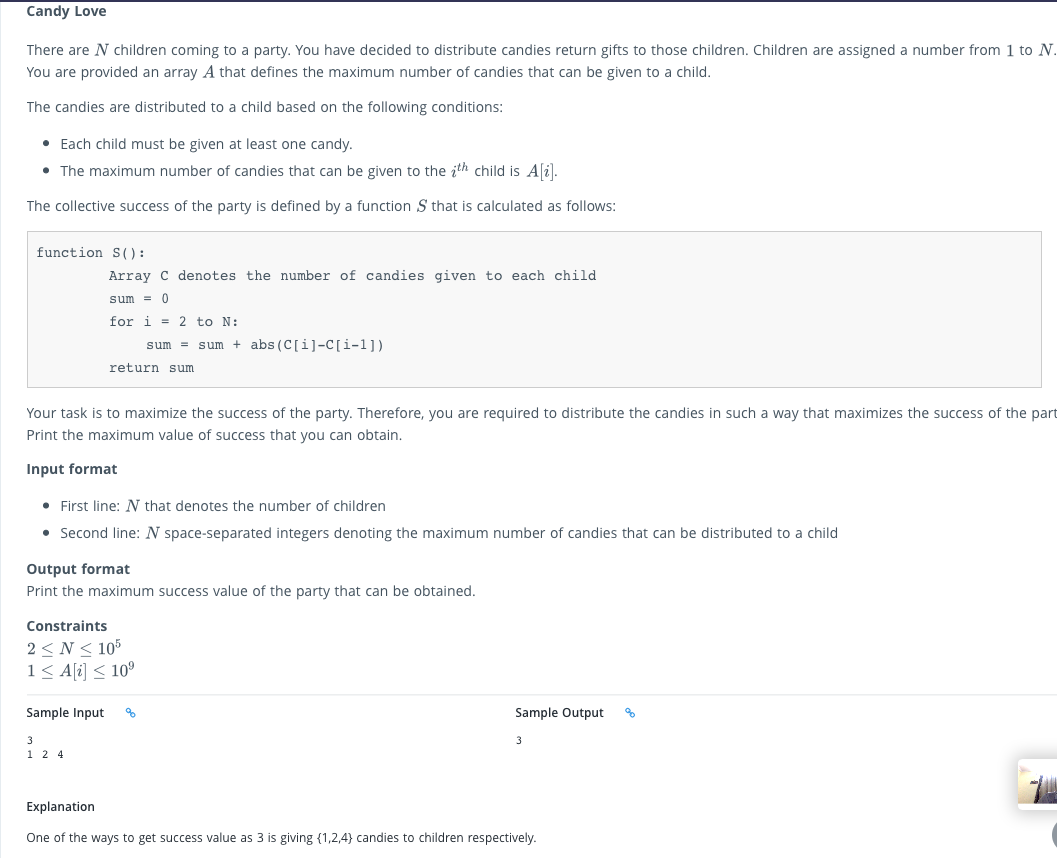 Candy Love
There are N children coming to a party. You have decided to distribute candies return gifts to those children. Children are assigned a number from 1 to N.
You are provided an array A that defines the maximum number of candies that can be given to a child.
The candies are distributed to a child based on the following conditions:
• Each child must be given at least one candy.
• The maximum number of candies that can be given to the i^th child is A[i].
The collective success of the party is defined by a function S that is calculated as follows:
function S():
Array C denotes the number of candies given to each child
sum = 0
for i = 2 to N:
sum = sum + abs(C[i]-C[i-1])
return sum
Your task is to maximize the success of the party. Therefore, you are required to distribute the candies in such a way that maximizes the success of the part
Print the maximum value of success that you can obtain.
Input format
• First line: N that denotes the number of children
• Second line: N space-separated integers denoting the maximum number of candies that can be distributed to a child
Output format
Print the maximum success value of the party that can be obtained.
Constraints
2 ≤ N ≤ 10^5
1 ≤ A[i] ≤ 10^9
Sample Input
Sample Output
3
1 2 4
3
Explanation
One of the ways to get success value as 3 is giving {1,2,4} candies to children respectively.